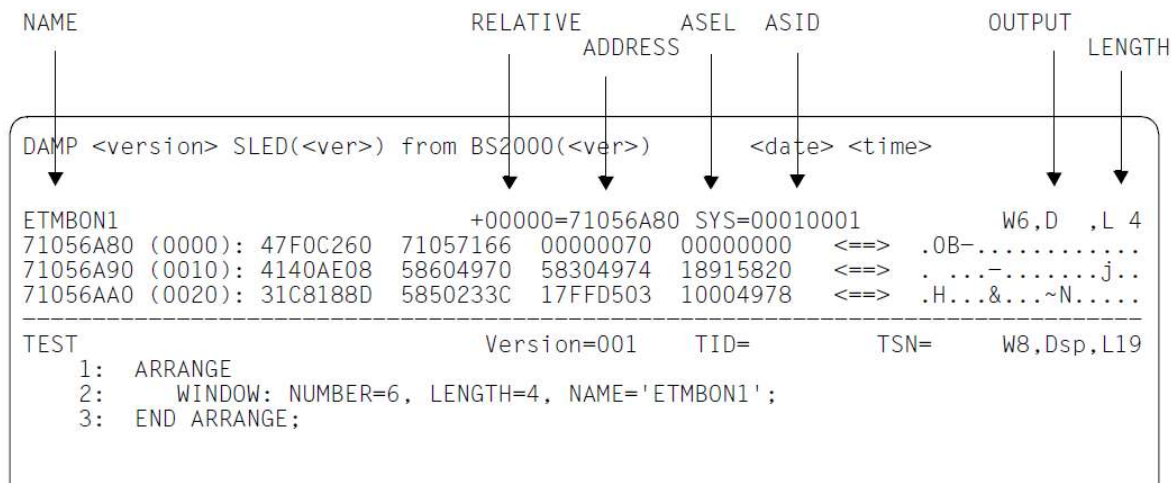 NAME RELATIVE ASEL ASID OUTPUT
ADDRESS LENGTH
DAMP <version> SLED(<ver>) from BS2000(<ver>) <date> <time>
ETMBON1 +00000=71056A80 SYS=00010001 W6,D ,L 4
71056A80 (0000): 47F0C260 71057166 00000070 00000000 <==> .0B-............
71056A90 (0010): 4140AE08 58604970 58304974 18915820 <==> . ...-.......j..
71056AA0 (0020): 31C8188D 5850233C 17FFD503 10004978 <==> .H...&...~N.....
TEST Version=001 TID= TSN= W8,Dsp,L19
1: ARRANGE
2: WINDOW: NUMBER=6, LENGTH=4, NAME='ETMBON1';
3: END ARRANGE;